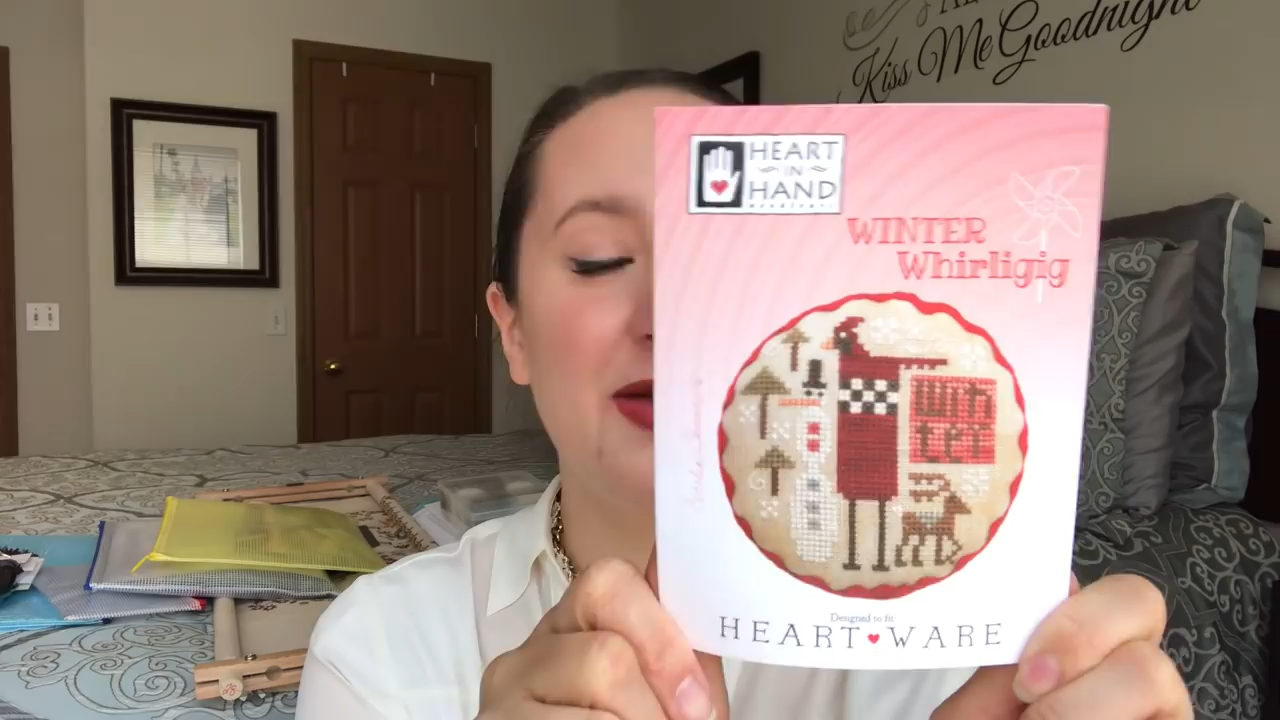 Kiss Me Goodnight
HEART
IN
HAND
WINTER
Whirligig
Win
ter
Designed to fit
HEART WARE